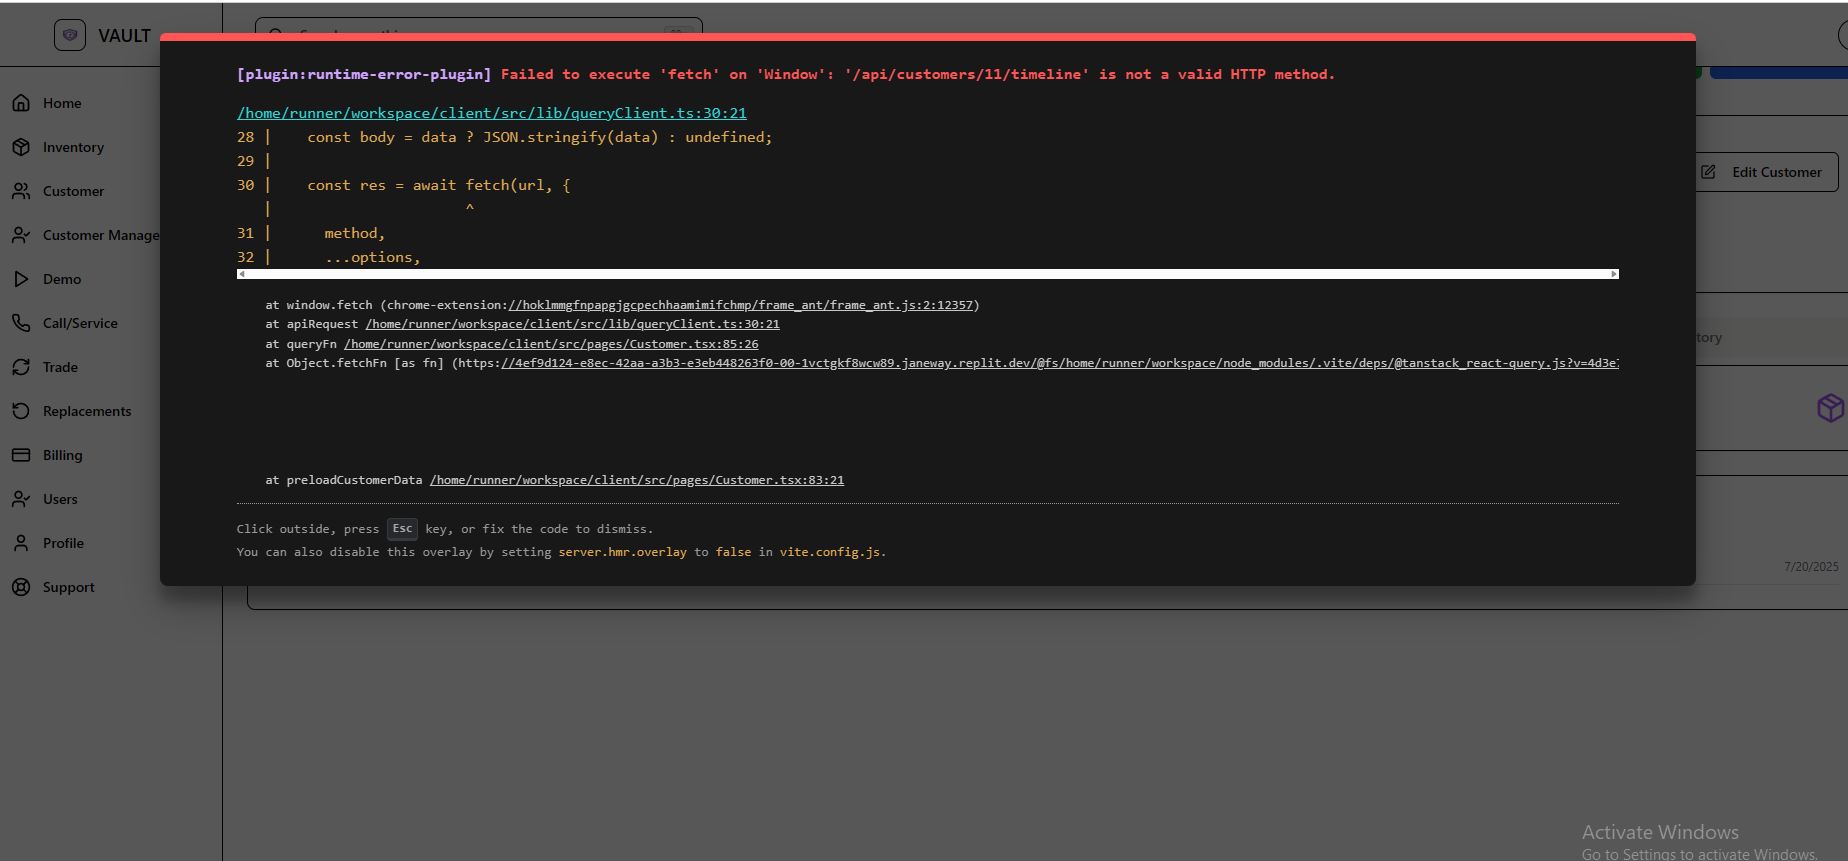 VAULT
[plugin:runtime-error-plugin] Failed to execute 'fetch' on 'Window': '/api/customers/11/timeline' is not a valid HTTP method.
/home/runner/workspace/client/src/lib/queryClient.ts:30:21
28 |    const body = data ? JSON.stringify(data) : undefined;
29 |
30 |    const res = await fetch(url, {
   |                      ^
31 |      method,
32 |      ...options,
at window.fetch (chrome-extension://hoklmmgfnpapgjgcpechhaamimifchmp/frame_ant/frame_ant.js:2:12357)
at apiRequest /home/runner/workspace/client/src/lib/queryClient.ts:30:21
at queryFn /home/runner/workspace/client/src/pages/Customer.tsx:85:26
at Object.fetchFn [as fn] (https://4ef9d124-e8ec-42aa-a3b3-e3eb448263f0-00-1vctgkf8wcw89.janeway.replit.dev/@fs/home/runner/workspace/node_modules/.vite/deps/@tanstack_react-query.js?v=4d3e
at preloadCustomerData /home/runner/workspace/client/src/pages/Customer.tsx:83:21
Click outside, press Esc key, or fix the code to dismiss.
You can also disable this overlay by setting server.hmr.overlay to false in vite.config.js.
Home
Inventory
Customer
Customer Manage
Demo
Call/Service
Trade
Replacements
Billing
Users
Profile
Support
Edit Customer
tory
7/20/2025
Activate Windows
Go to Settings to activate Windows.